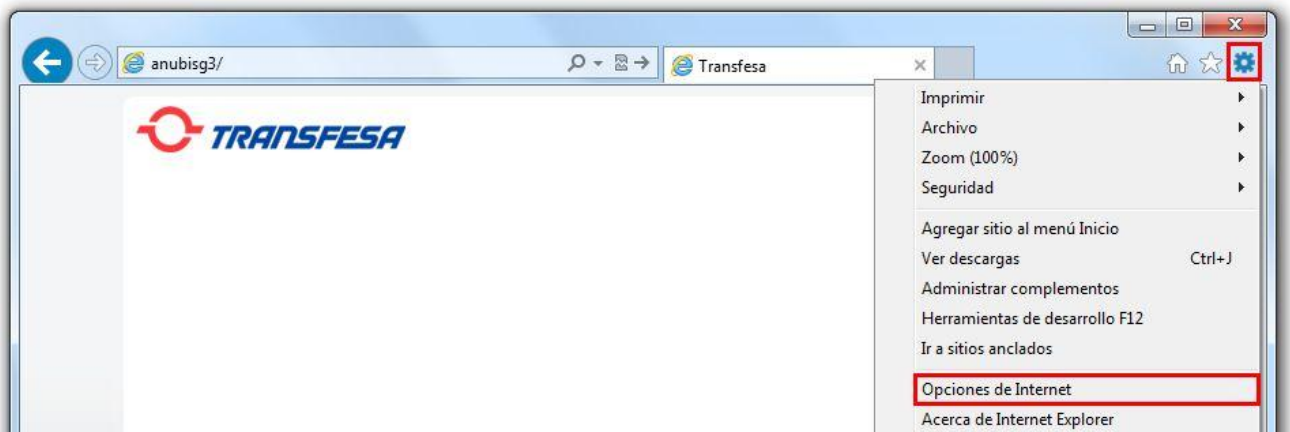 anubisg3/
Transfesa
TRANSFESA
Imprimir
Archivo
Zoom (100%)
Seguridad
Agregar sitio al menú Inicio
Ver descargas Ctrl+J
Administrar complementos
Herramientas de desarrollo F12
Ir a sitios anclados
Opciones de Internet
Acerca de Internet Explorer